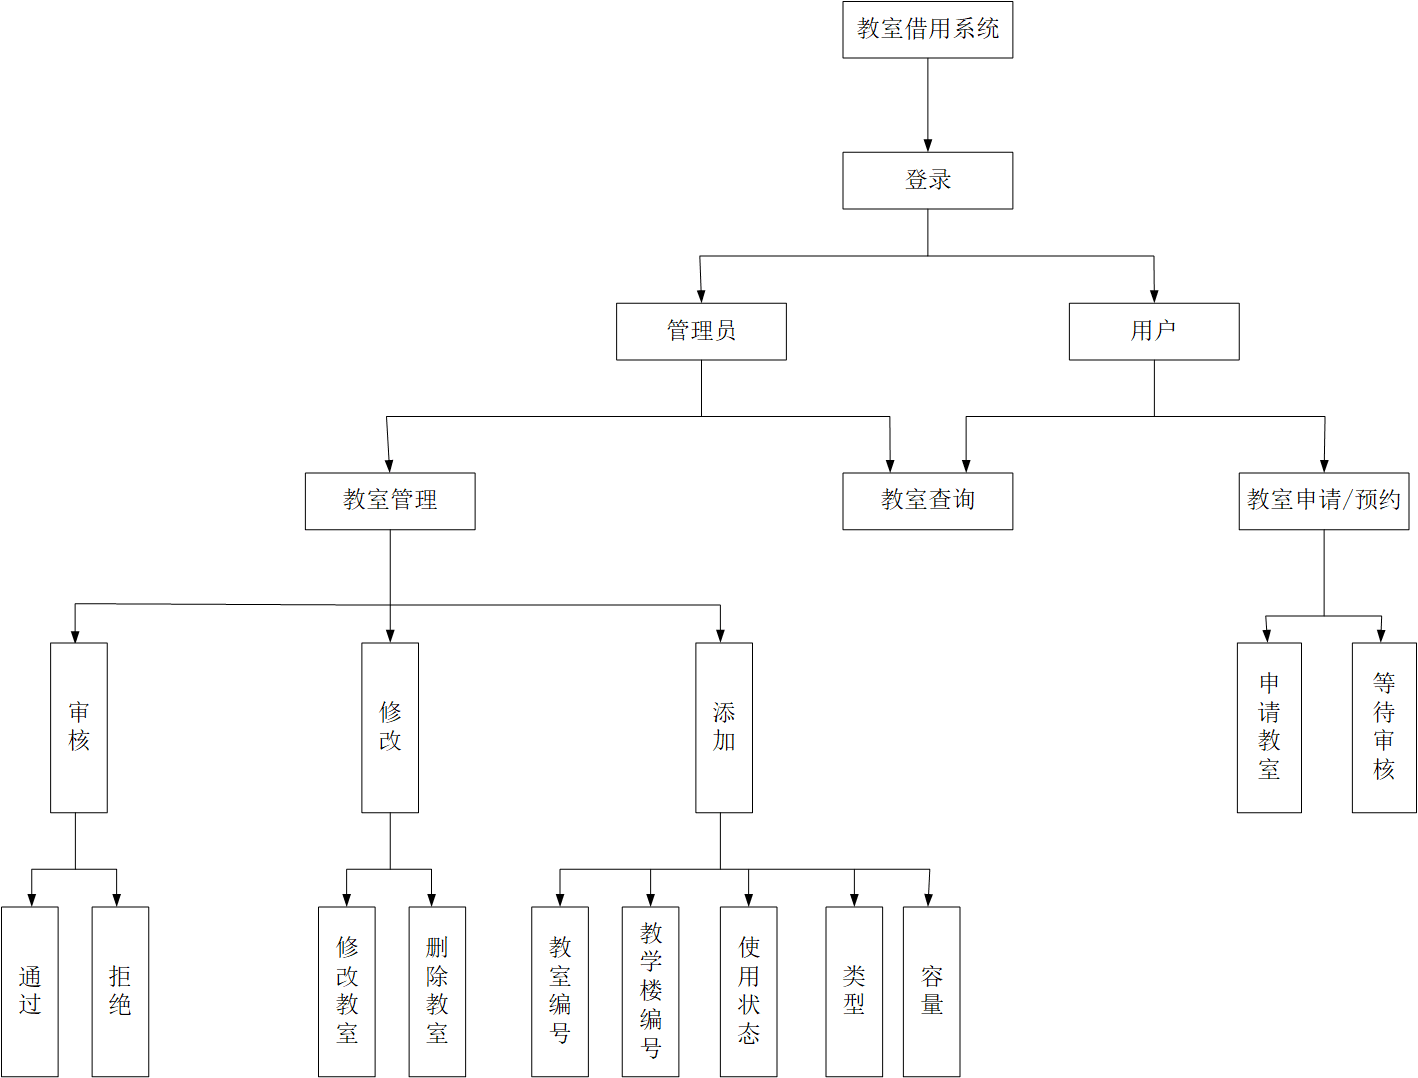 教室借用系统
登录
管理员
用户
教室管理
教室查询
教室申请/预约
审核
修改
添加
申请教室
等待审核
通过
拒绝
修改教室
删除教室
教室编号
教学楼编号
使用状态
类型
容量